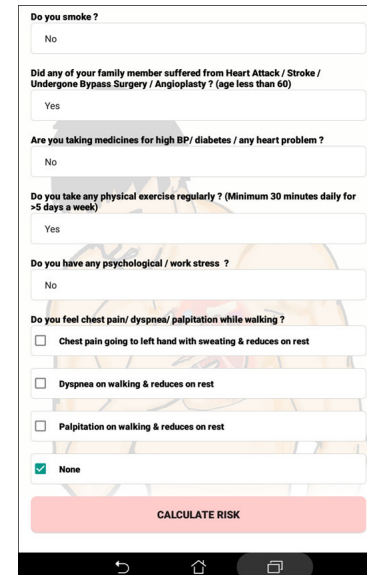 Do you smoke ?
No
Did any of your family member suffered from Heart Attack / Stroke /
Undergone Bypass Surgery / Angioplasty ? (age less than 60)
Yes
Are you taking medicines for high BP/ diabetes / any heart problem ?
No
Do you take any physical exercise regularly ? (Minimum 30 minutes daily for
>5 days a week)
Yes
Do you have any psychological / work stress  ?
No
Do you feel chest pain/ dyspnea/ palpitation while walking ?
Chest pain going to left hand with sweating & reduces on rest
Dyspnea on walking & reduces on rest
Palpitation on walking & reduces on rest
None
CALCULATE RISK